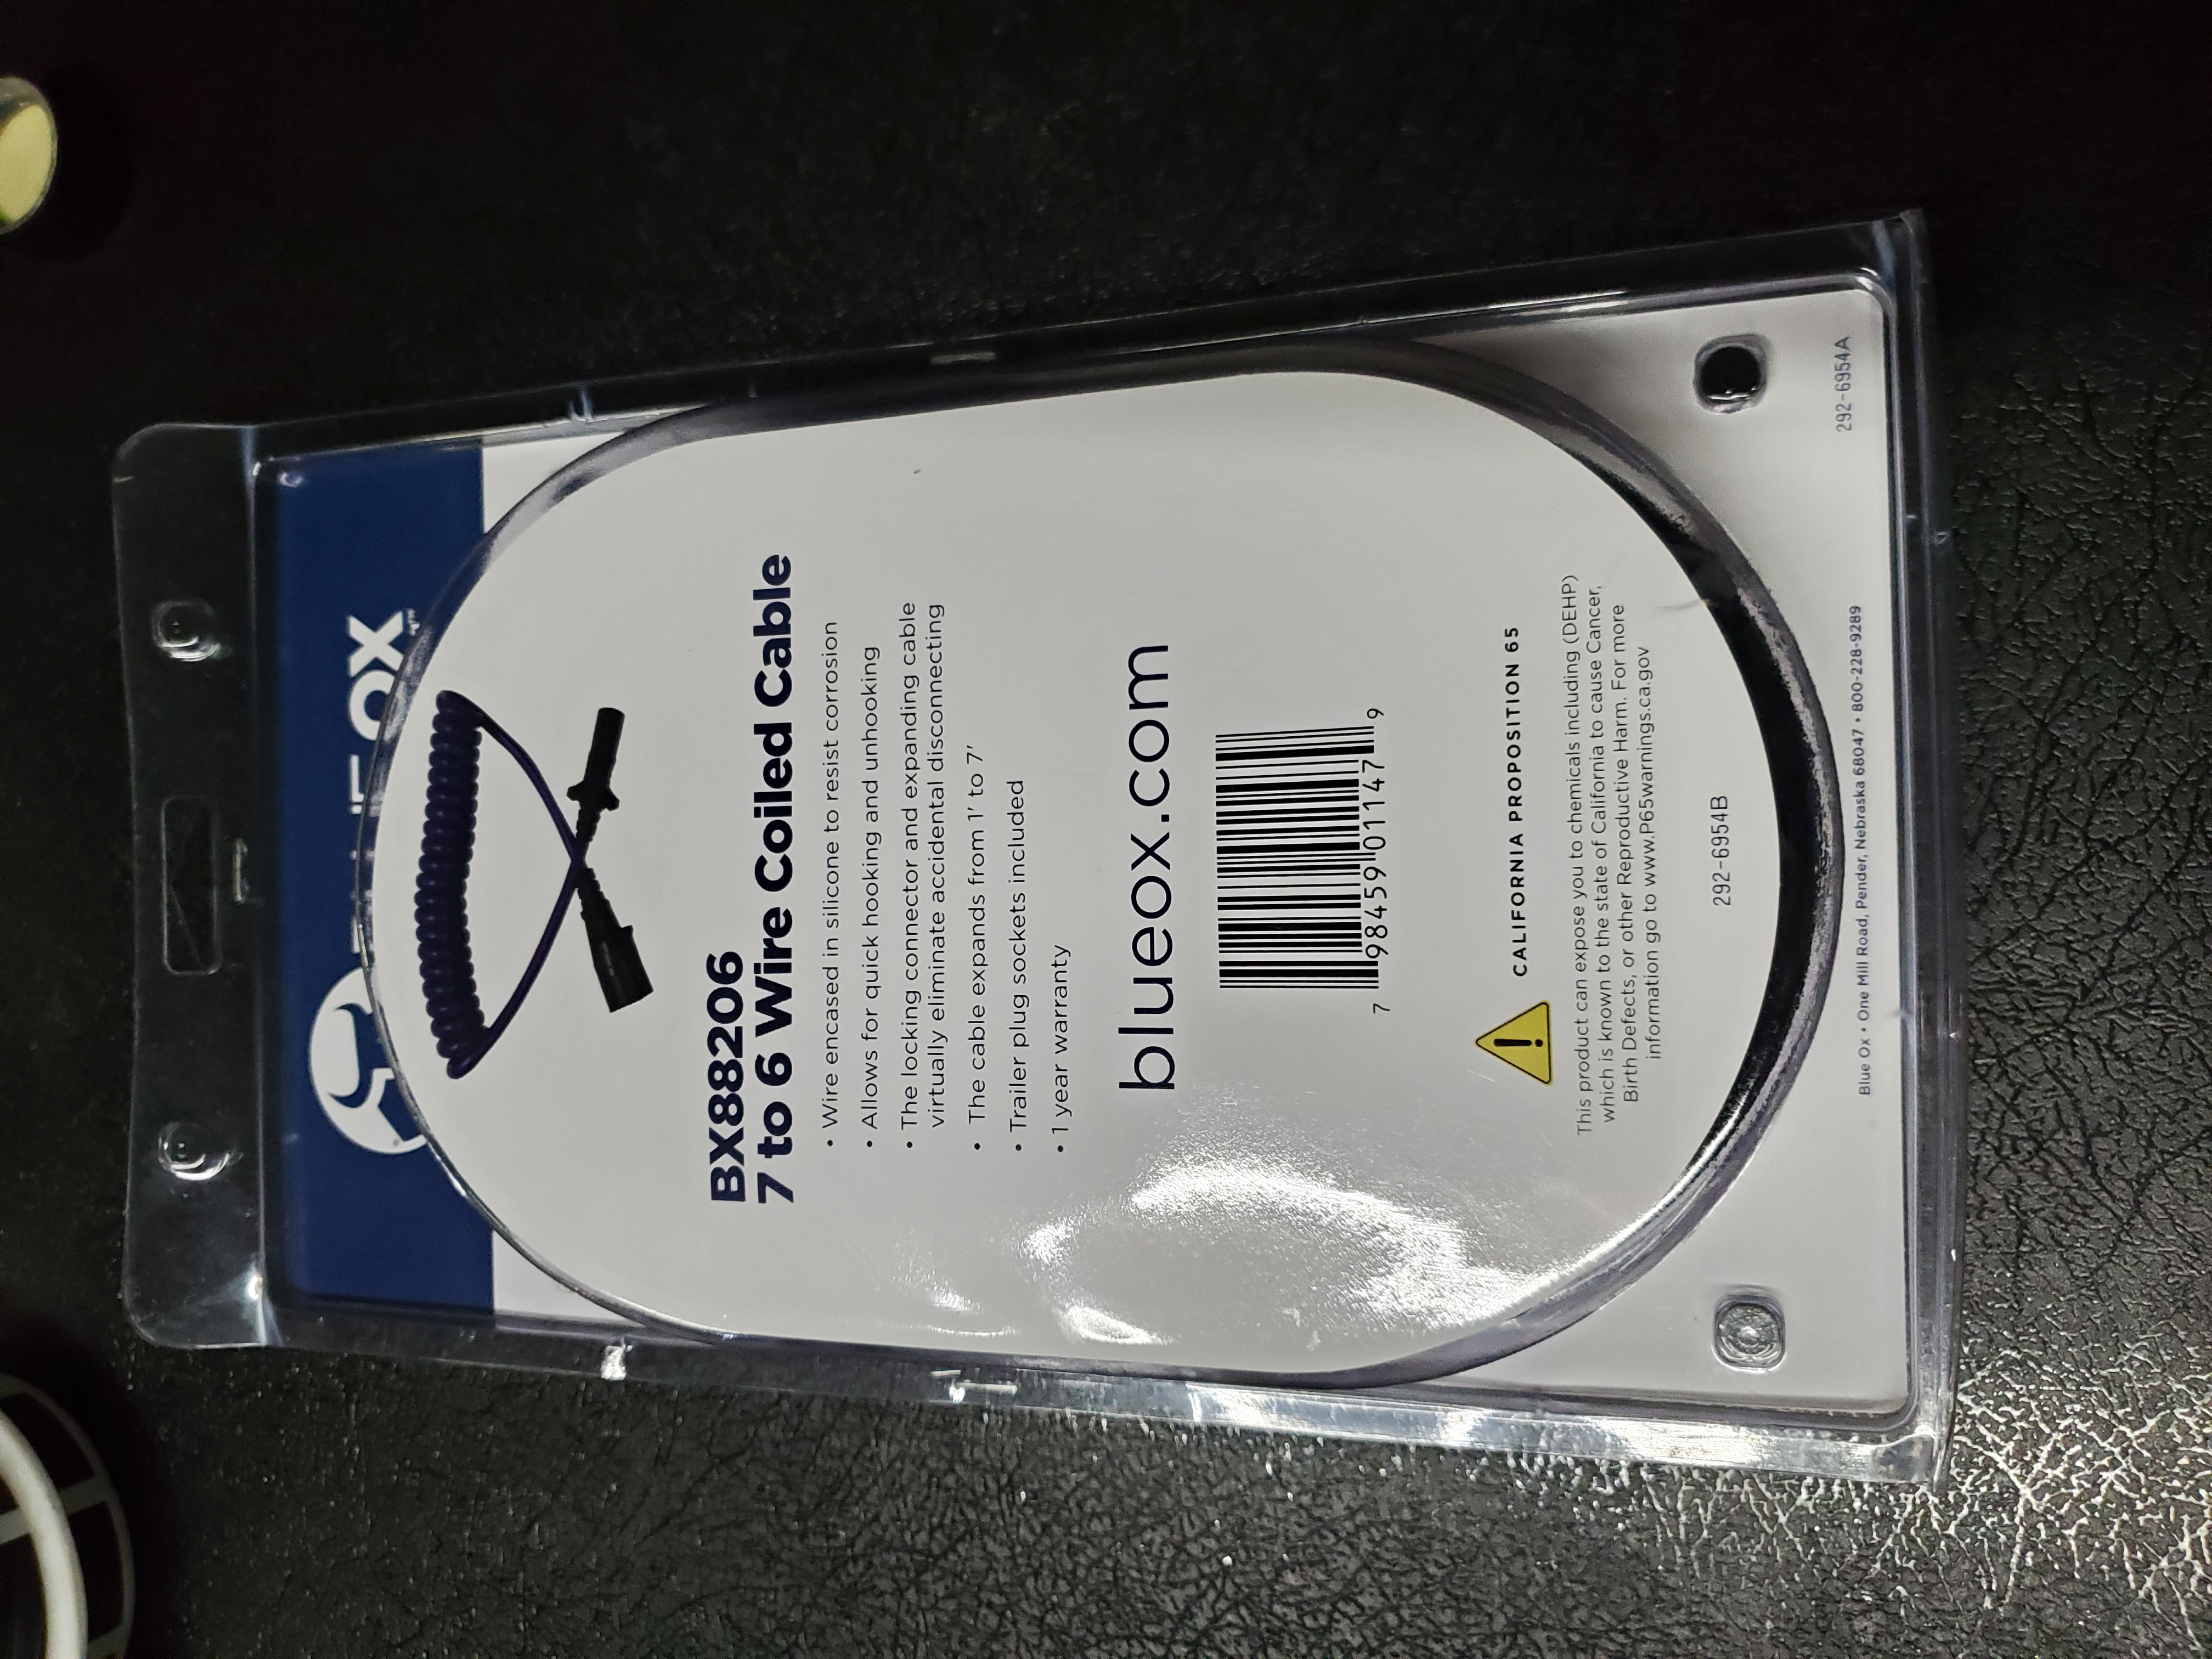 OX
BX88206
7 to 6 Wire Coiled Cable
• Wire encased in silicone to resist corrosion
• Allows for quick hooking and unhooking
• The locking connector and expanding cable
virtually eliminate accidental disconnecting
• The cable expands from 1' to 7'
• Trailer plug sockets included
• 1 year warranty
blueox.com
7 98459 01147 9
CALIFORNIA PROPOSITION 65
This product can expose you to chemicals including (DEHP)
which is known to the state of California to cause Cancer,
Birth Defects, or other Reproductive Harm. For more
information go to www.P65warnings.ca.gov
292-6954B
Blue Ox • One Mill Road, Pender, Nebraska 68047 • 800-228-9289
292-6954A